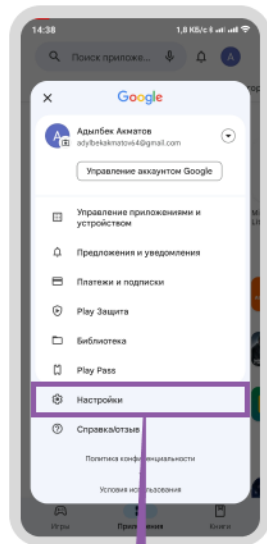 14:38 1,8 КБ/с
Поиск приложе...
А
Google
Адылбек Акматов
adylbekakmatov64@gmail.com
Управление аккаунтом Google
Управление приложениями и
устройством
Предложения и уведомления
Платежи и подписки
Play Защита
Библиотека
Play Pass
Настройки
Справка/отзыв
Политика конфиденциальности
Условия использования
Игры Приложения Книги